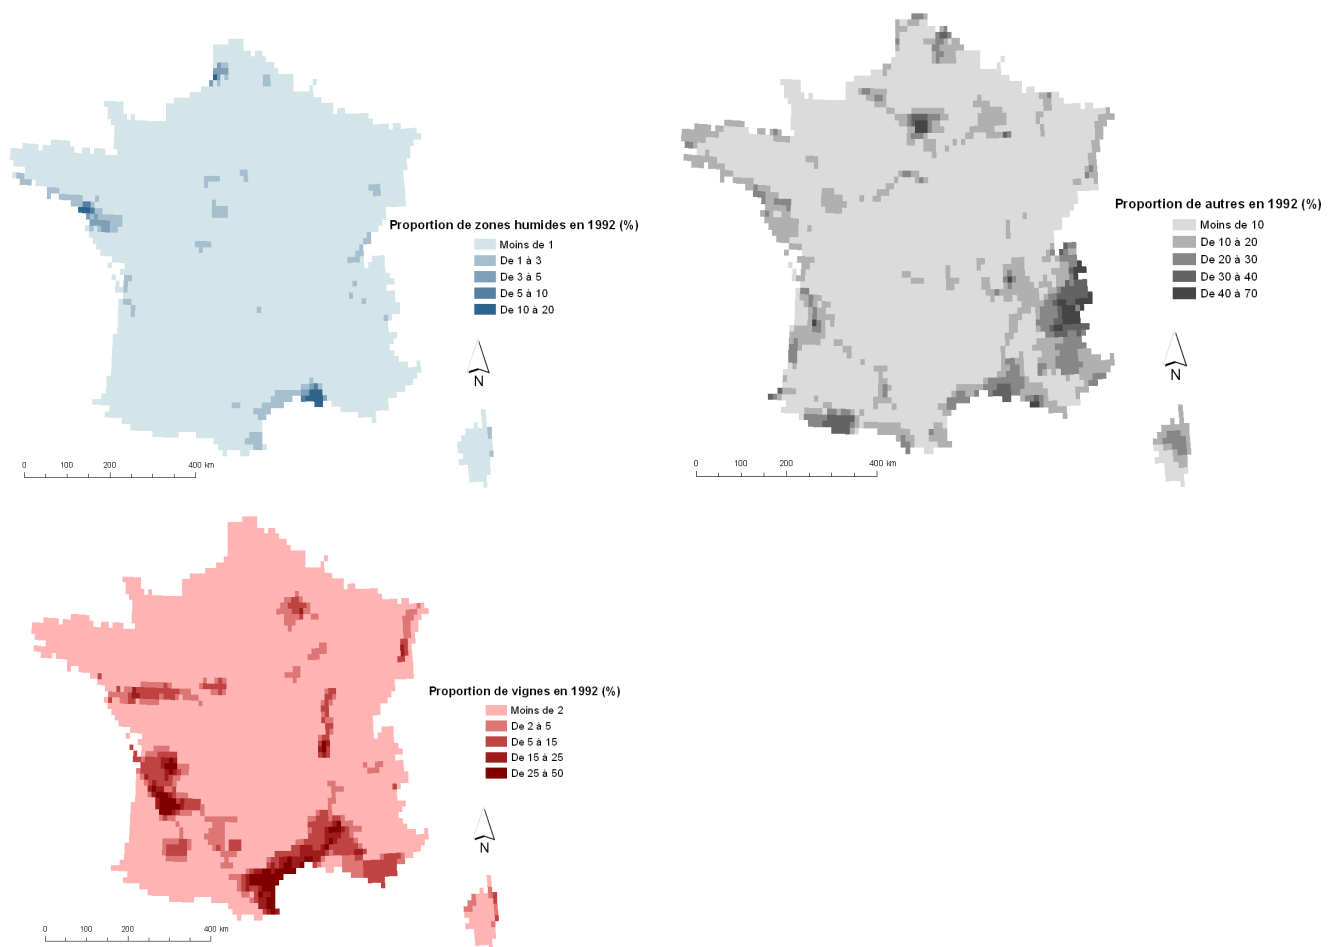 Proportion de zones humides en 1992 (%)
Moins de 1
De 1 à 3
De 3 à 5
De 5 à 10
De 10 à 20
N
0 100 200 400 km
Proportion de autres en 1992 (%)
Moins de 10
De 10 à 20
De 20 à 30
De 30 à 40
De 40 à 70
N
0 100 200 400 km
Proportion de vignes en 1992 (%)
Moins de 2
De 2 à 5
De 5 à 15
De 15 à 25
De 25 à 50
N
0 100 200 400 km